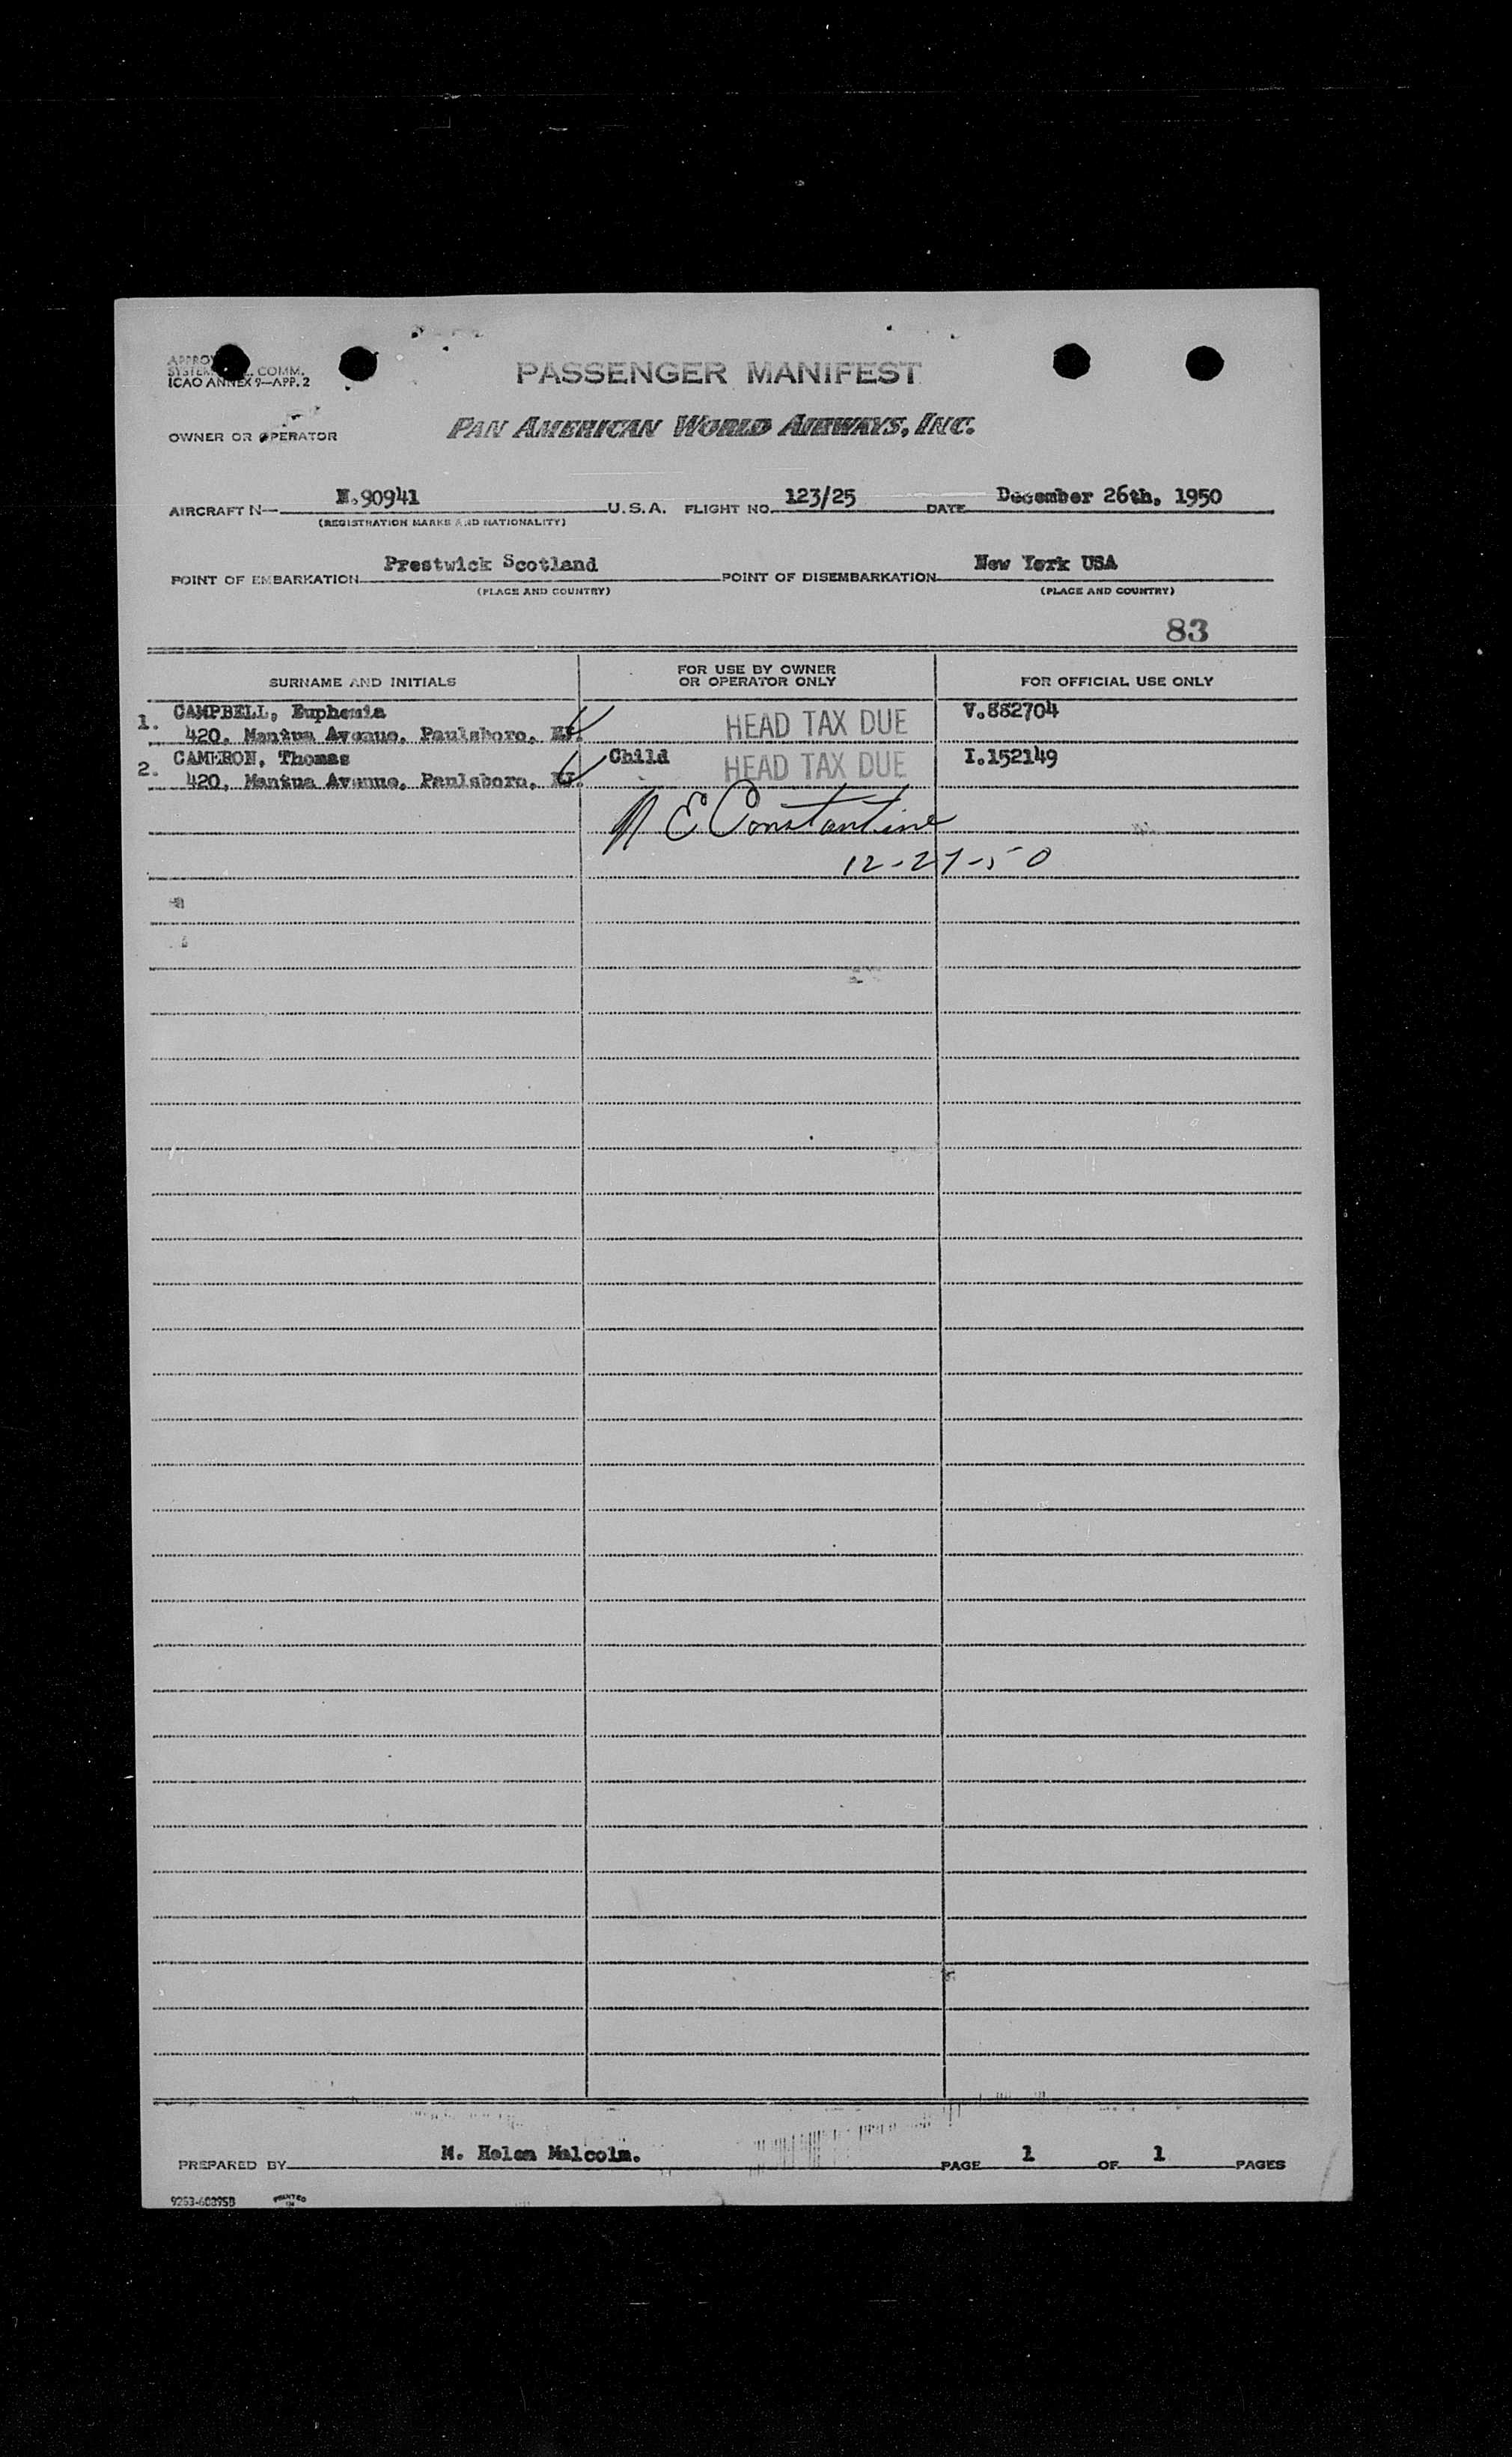 ICAO ANNEX 9—APP. 2
PASSENGER MANIFEST
OWNER OR OPERATOR PAN AMERICAN WORLD AIRWAYS, INC.
AIRCRAFT N— N.90941 U.S.A. FLIGHT NO. 123/25 DATE December 26th, 1950
(REGISTRATION MARKS AND NATIONALITY)
POINT OF EMBARKATION Prestwick Scotland POINT OF DISEMBARKATION New York USA
(PLACE AND COUNTRY) (PLACE AND COUNTRY)
83
SURNAME AND INITIALS FOR USE BY OWNER OR OPERATOR ONLY FOR OFFICIAL USE ONLY
1. CAMPBELL, Euphemia HEAD TAX DUE V.882704
420, Mantua Avenue, Paulsboro, NJ.
2. CAMERON, Thomas Child HEAD TAX DUE I.152149
420, Mantua Avenue, Paulsboro, NJ.
E Constantine
12-27-50
PREPARED BY M. Helen Malcolm. PAGE 1 OF 1 PAGES
PRINTED